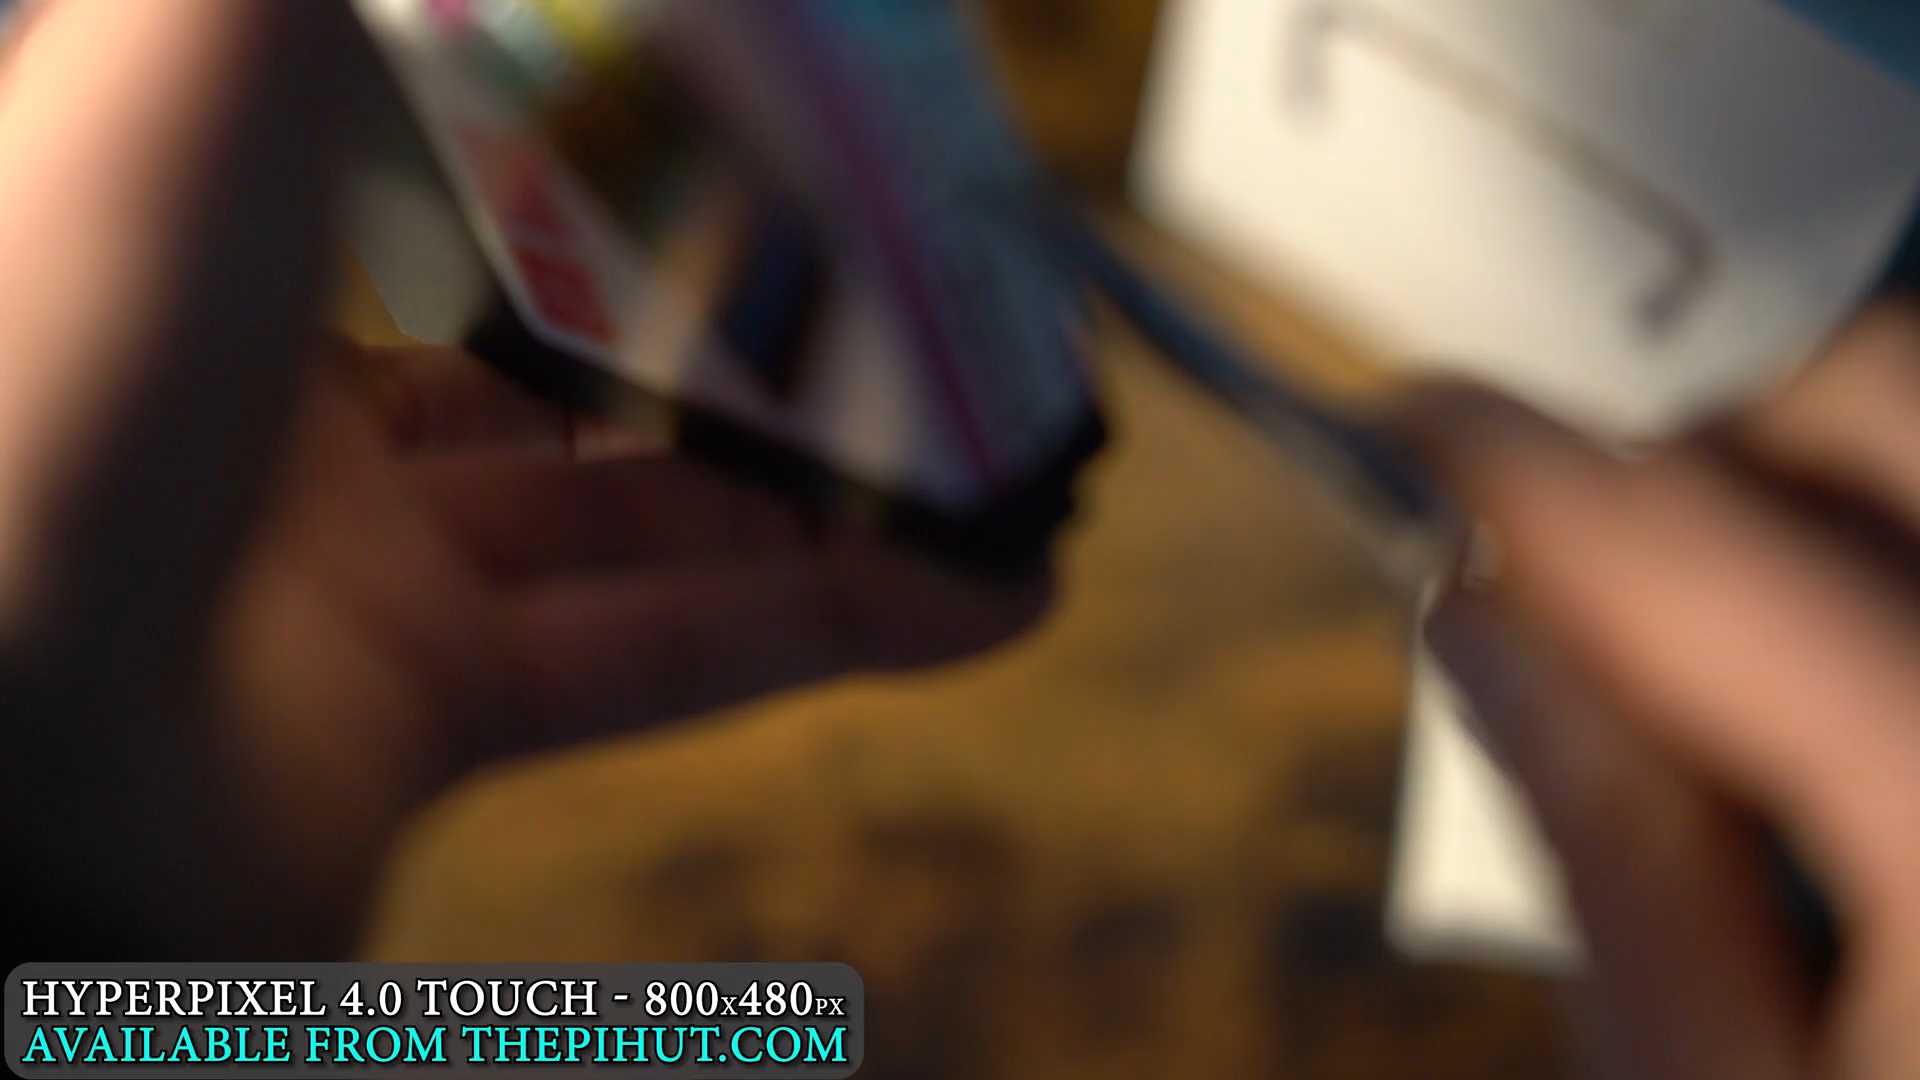 HYPERPIXEL 4.0 TOUCH - 800x480PX
AVAILABLE FROM THEPIHUT.COM